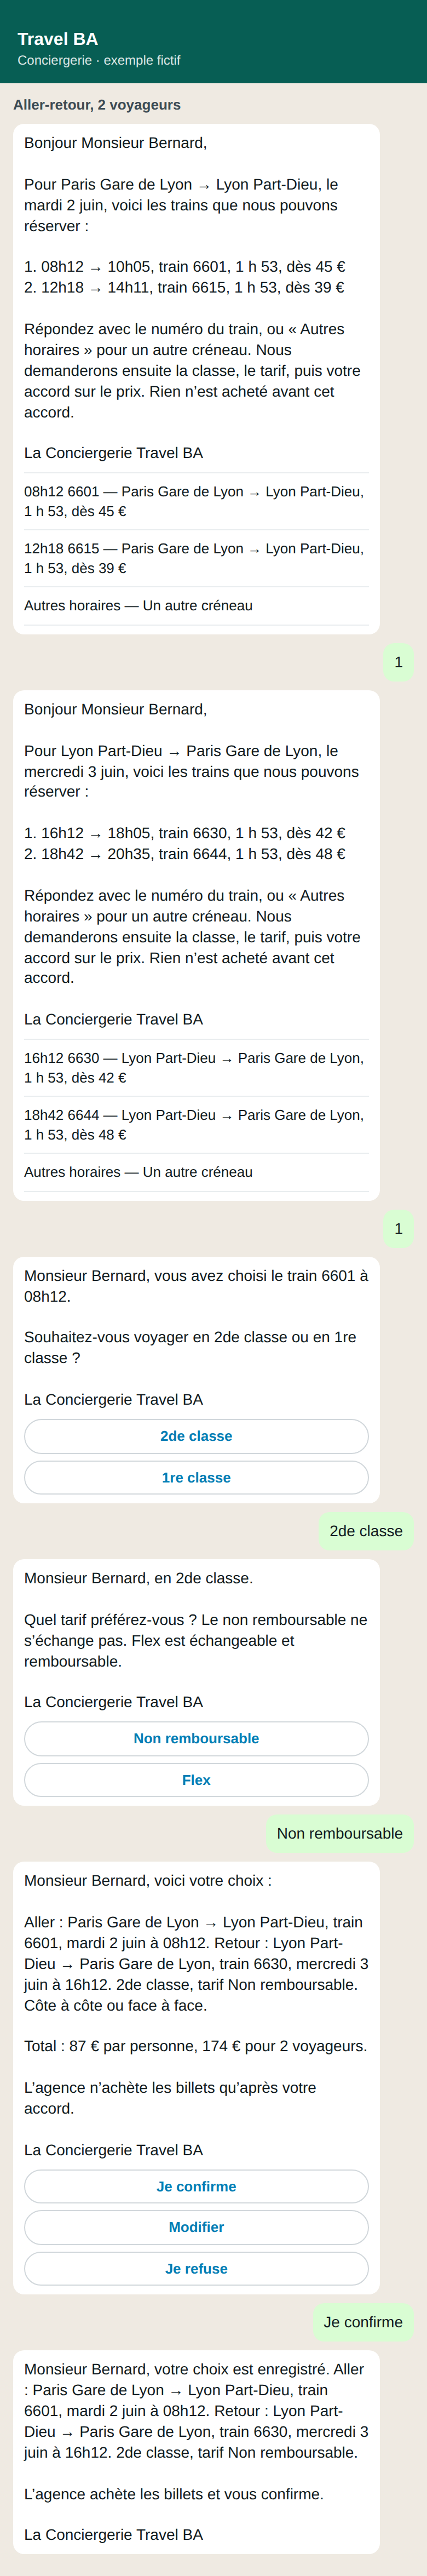 Travel BA
Conciergerie · exemple fictif
Aller-retour, 2 voyageurs
Bonjour Monsieur Bernard,
Pour Paris Gare de Lyon → Lyon Part-Dieu, le
mardi 2 juin, voici les trains que nous pouvons
réserver :
1. 08h12 → 10h05, train 6601, 1 h 53, dès 45 €
2. 12h18 → 14h11, train 6615, 1 h 53, dès 39 €
Répondez avec le numéro du train, ou « Autres
horaires » pour un autre créneau. Nous
demanderons ensuite la classe, le tarif, puis votre
accord sur le prix. Rien n’est acheté avant cet
accord.
La Conciergerie Travel BA
08h12 6601 — Paris Gare de Lyon → Lyon Part-Dieu,
1 h 53, dès 45 €
12h18 6615 — Paris Gare de Lyon → Lyon Part-Dieu,
1 h 53, dès 39 €
Autres horaires — Un autre créneau
1
Bonjour Monsieur Bernard,
Pour Lyon Part-Dieu → Paris Gare de Lyon, le
mercredi 3 juin, voici les trains que nous pouvons
réserver :
1. 16h12 → 18h05, train 6630, 1 h 53, dès 42 €
2. 18h42 → 20h35, train 6644, 1 h 53, dès 48 €
Répondez avec le numéro du train, ou « Autres
horaires » pour un autre créneau. Nous
demanderons ensuite la classe, le tarif, puis votre
accord sur le prix. Rien n’est acheté avant cet
accord.
La Conciergerie Travel BA
16h12 6630 — Lyon Part-Dieu → Paris Gare de Lyon,
1 h 53, dès 42 €
18h42 6644 — Lyon Part-Dieu → Paris Gare de Lyon,
1 h 53, dès 48 €
Autres horaires — Un autre créneau
1
Monsieur Bernard, vous avez choisi le train 6601 à
08h12.
Souhaitez-vous voyager en 2de classe ou en 1re
classe ?
La Conciergerie Travel BA
2de classe
1re classe
2de classe
Monsieur Bernard, en 2de classe.
Quel tarif préférez-vous ? Le non remboursable ne
s’échange pas. Flex est échangeable et
remboursable.
La Conciergerie Travel BA
Non remboursable
Flex
Non remboursable
Monsieur Bernard, voici votre choix :
Aller : Paris Gare de Lyon → Lyon Part-Dieu, train
6601, mardi 2 juin à 08h12. Retour : Lyon Part-
Dieu → Paris Gare de Lyon, train 6630, mercredi 3
juin à 16h12. 2de classe, tarif Non remboursable.
Côte à côte ou face à face.
Total : 87 € par personne, 174 € pour 2 voyageurs.
L’agence n’achète les billets qu’après votre
accord.
La Conciergerie Travel BA
Je confirme
Modifier
Je refuse
Je confirme
Monsieur Bernard, votre choix est enregistré. Aller
: Paris Gare de Lyon → Lyon Part-Dieu, train
6601, mardi 2 juin à 08h12. Retour : Lyon Part-
Dieu → Paris Gare de Lyon, train 6630, mercredi 3
juin à 16h12. 2de classe, tarif Non remboursable.
L’agence achète les billets et vous confirme.
La Conciergerie Travel BA